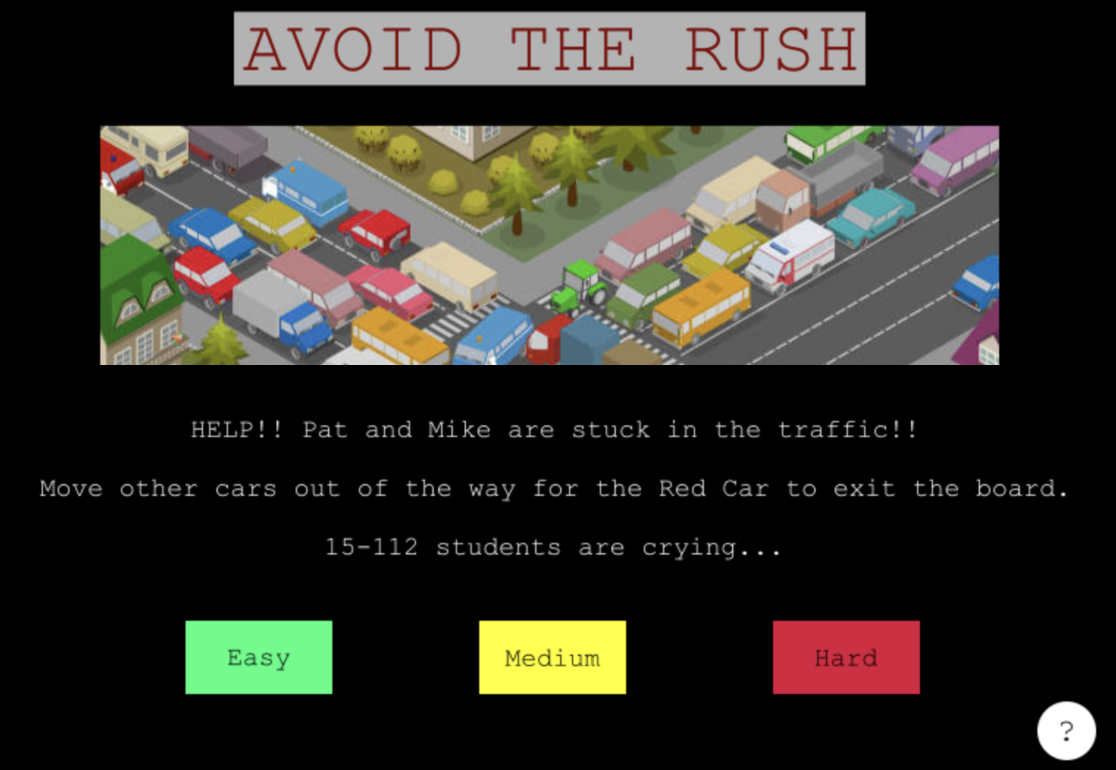 AVOID THE RUSH
HELP!! Pat and Mike are stuck in the traffic!!
Move other cars out of the way for the Red Car to exit the board.
15-112 students are crying...
Easy
Medium
Hard
?